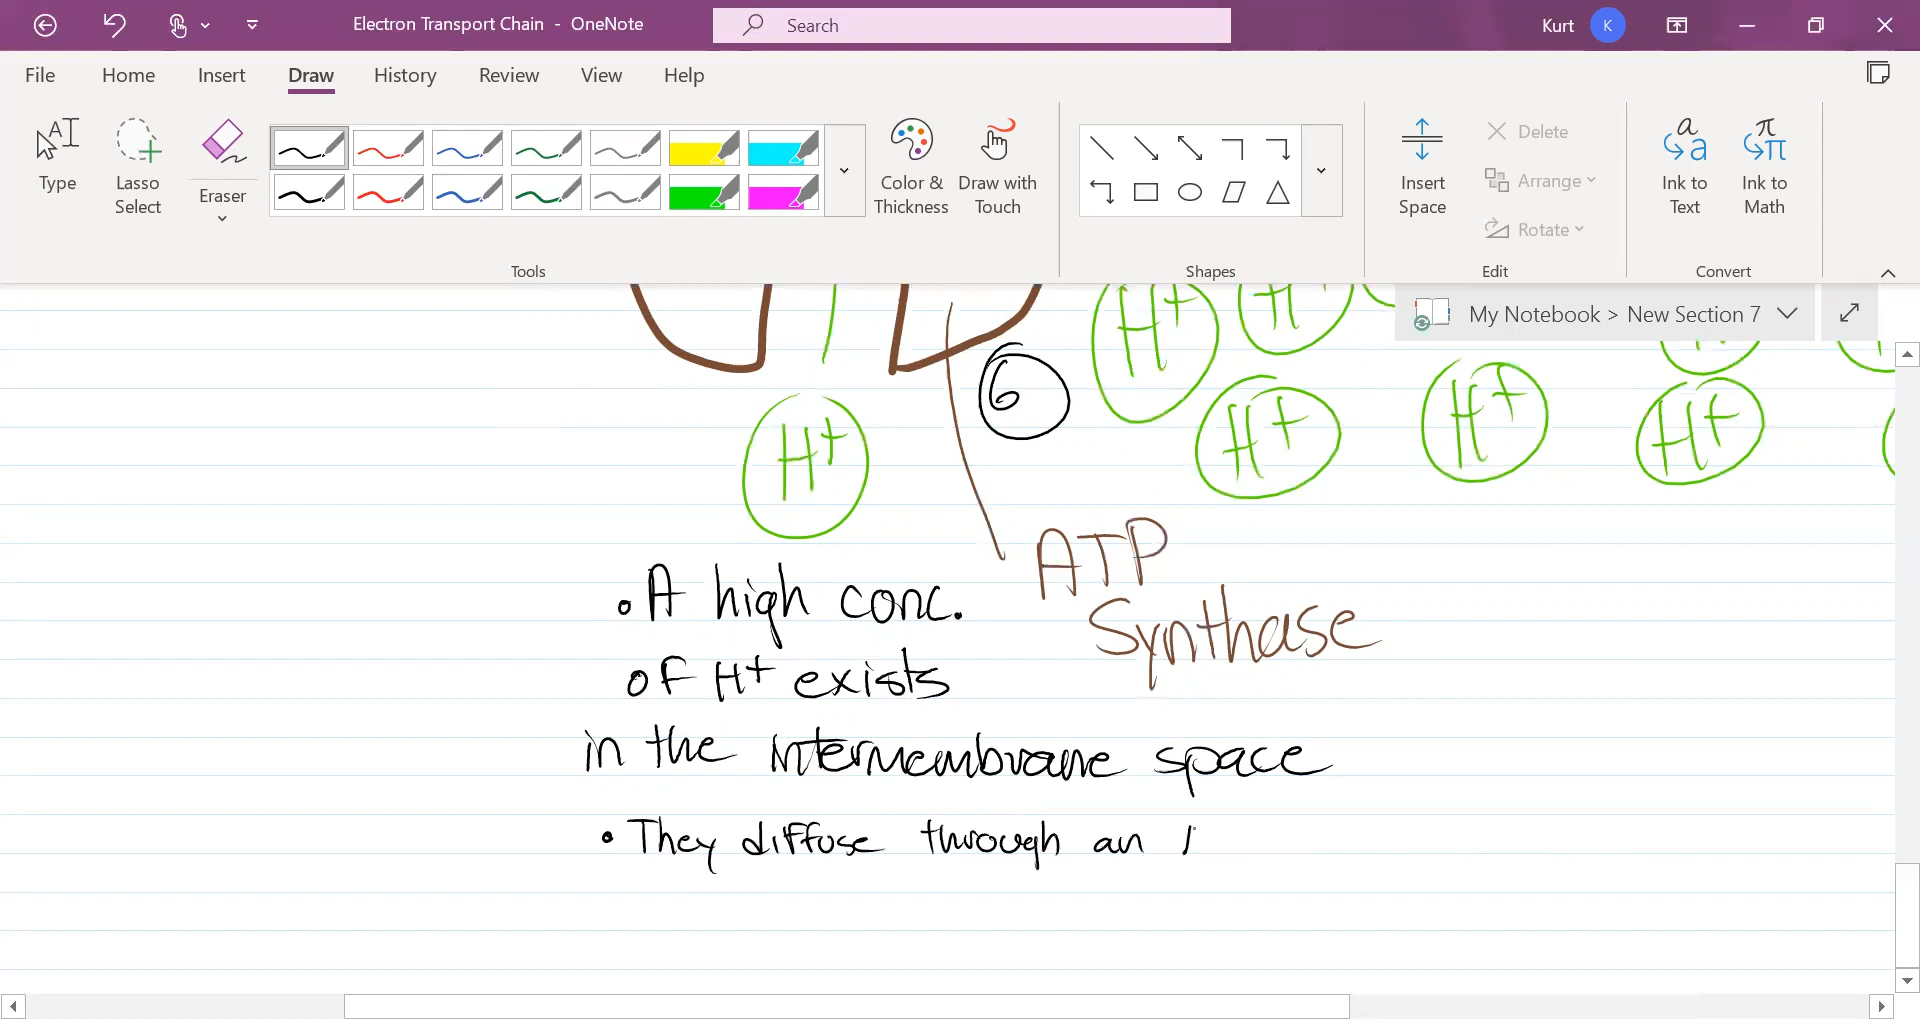 Electron Transport Chain - OneNote
Search
Kurt
K
File
Home
Insert
Draw
History
Review
View
Help
Type
Lasso Select
Eraser
Color & Thickness
Draw with Touch
Insert Space
Delete
Arrange
Rotate
Ink to Text
Ink to Math
Tools
Shapes
Edit
Convert
My Notebook > New Section 7
H+
H+
6
H+
H+
H+
H+
ATP
Synthase
• A high conc.
of H+ exists
in the intermembrane space
• They diffuse through an